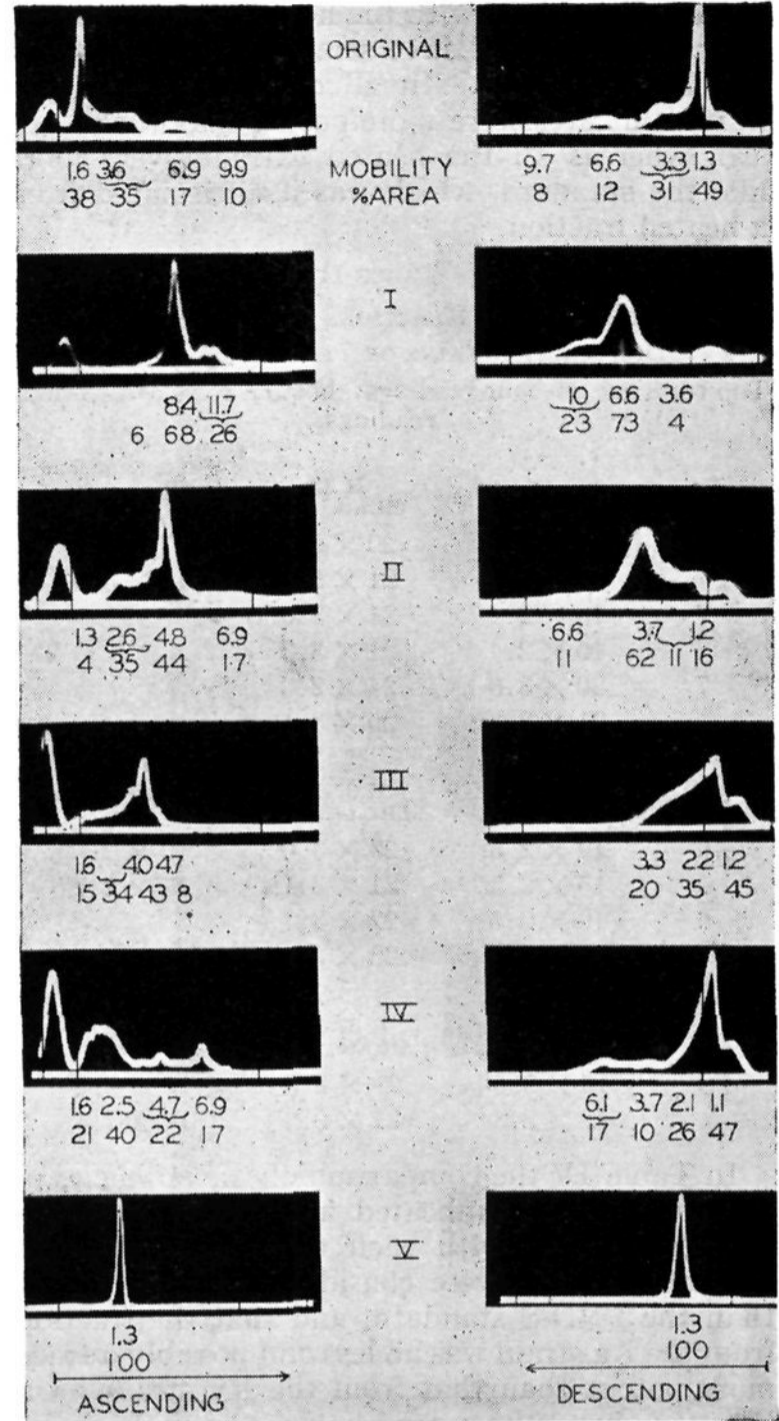 ORIGINAL
1.6 3.6 6.9 9.9 MOBILITY 9.7 6.6 3.3 1.3
38 35 17 10 %AREA 8 12 31 49
I
8.4 11.7 10 6.6 3.6
6 68 26 23 73 4
II
1.3 2.6 4.8 6.9 6.6 3.7 1.2
4 35 44 17 11 62 11 16
III
1.6 4.0 4.7 3.3 2.2 1.2
15 34 43 8 20 35 45
IV
1.6 2.5 4.7 6.9 6.1 3.7 2.1 1.1
21 40 22 17 17 10 26 47
V
1.3 1.3
100 100
ASCENDING DESCENDING